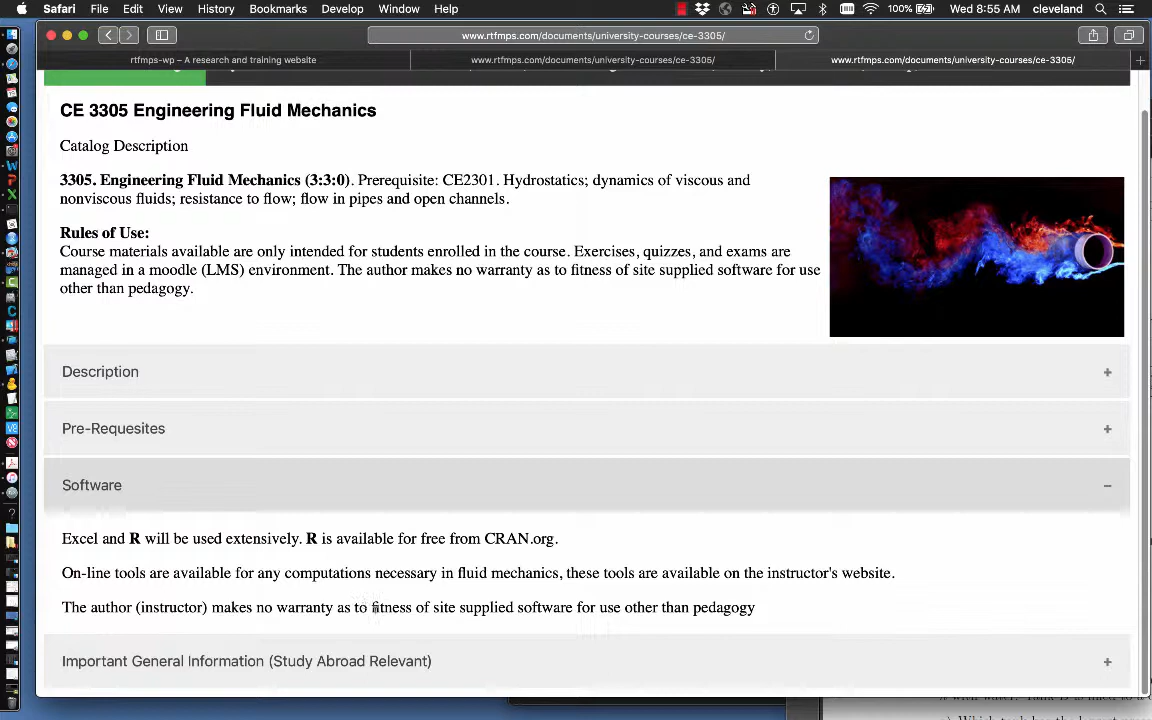 Safari File Edit View History Bookmarks Develop Window Help 100% Wed 8:55 AM cleveland
www.rtfmps.com/documents/university-courses/ce-3305/
rtfmps-wp – A research and training website www.rtfmps.com/documents/university-courses/ce-3305/ www.rtfmps.com/documents/university-courses/ce-3305/
CE 3305 Engineering Fluid Mechanics
Catalog Description
3305. Engineering Fluid Mechanics (3:3:0). Prerequisite: CE2301. Hydrostatics; dynamics of viscous and
nonviscous fluids; resistance to flow; flow in pipes and open channels.
Rules of Use:
Course materials available are only intended for students enrolled in the course. Exercises, quizzes, and exams are
managed in a moodle (LMS) environment. The author makes no warranty as to fitness of site supplied software for use
other than pedagogy.
Description +
Pre-Requesites +
Software −
Excel and R will be used extensively. R is available for free from CRAN.org.
On-line tools are available for any computations necessary in fluid mechanics, these tools are available on the instructor's website.
The author (instructor) makes no warranty as to fitness of site supplied software for use other than pedagogy
Important General Information (Study Abroad Relevant) +